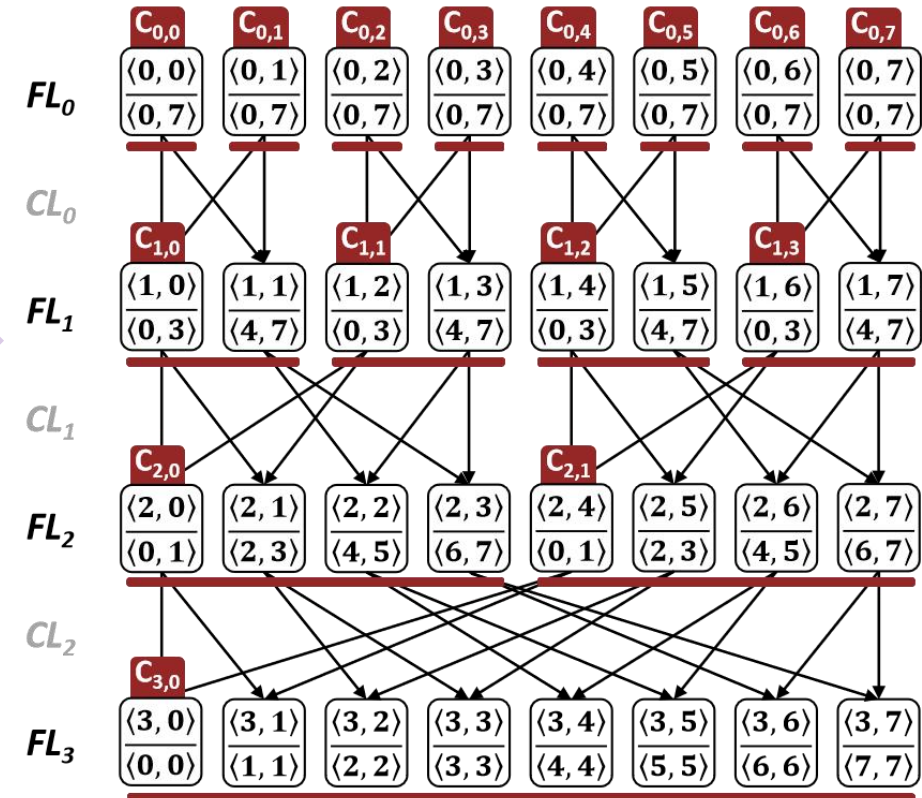 C0,0 C0,1 C0,2 C0,3 C0,4 C0,5 C0,6 C0,7
FL0
⟨0, 0⟩ ⟨0, 1⟩ ⟨0, 2⟩ ⟨0, 3⟩ ⟨0, 4⟩ ⟨0, 5⟩ ⟨0, 6⟩ ⟨0, 7⟩
⟨0, 7⟩ ⟨0, 7⟩ ⟨0, 7⟩ ⟨0, 7⟩ ⟨0, 7⟩ ⟨0, 7⟩ ⟨0, 7⟩ ⟨0, 7⟩
CL0
C1,0 C1,1 C1,2 C1,3
FL1
⟨1, 0⟩ ⟨1, 1⟩ ⟨1, 2⟩ ⟨1, 3⟩ ⟨1, 4⟩ ⟨1, 5⟩ ⟨1, 6⟩ ⟨1, 7⟩
⟨0, 3⟩ ⟨4, 7⟩ ⟨0, 3⟩ ⟨4, 7⟩ ⟨0, 3⟩ ⟨4, 7⟩ ⟨0, 3⟩ ⟨4, 7⟩
CL1
C2,0 C2,1
FL2
⟨2, 0⟩ ⟨2, 1⟩ ⟨2, 2⟩ ⟨2, 3⟩ ⟨2, 4⟩ ⟨2, 5⟩ ⟨2, 6⟩ ⟨2, 7⟩
⟨0, 1⟩ ⟨2, 3⟩ ⟨4, 5⟩ ⟨6, 7⟩ ⟨0, 1⟩ ⟨2, 3⟩ ⟨4, 5⟩ ⟨6, 7⟩
CL2
C3,0
FL3
⟨3, 0⟩ ⟨3, 1⟩ ⟨3, 2⟩ ⟨3, 3⟩ ⟨3, 4⟩ ⟨3, 5⟩ ⟨3, 6⟩ ⟨3, 7⟩
⟨0, 0⟩ ⟨1, 1⟩ ⟨2, 2⟩ ⟨3, 3⟩ ⟨4, 4⟩ ⟨5, 5⟩ ⟨6, 6⟩ ⟨7, 7⟩